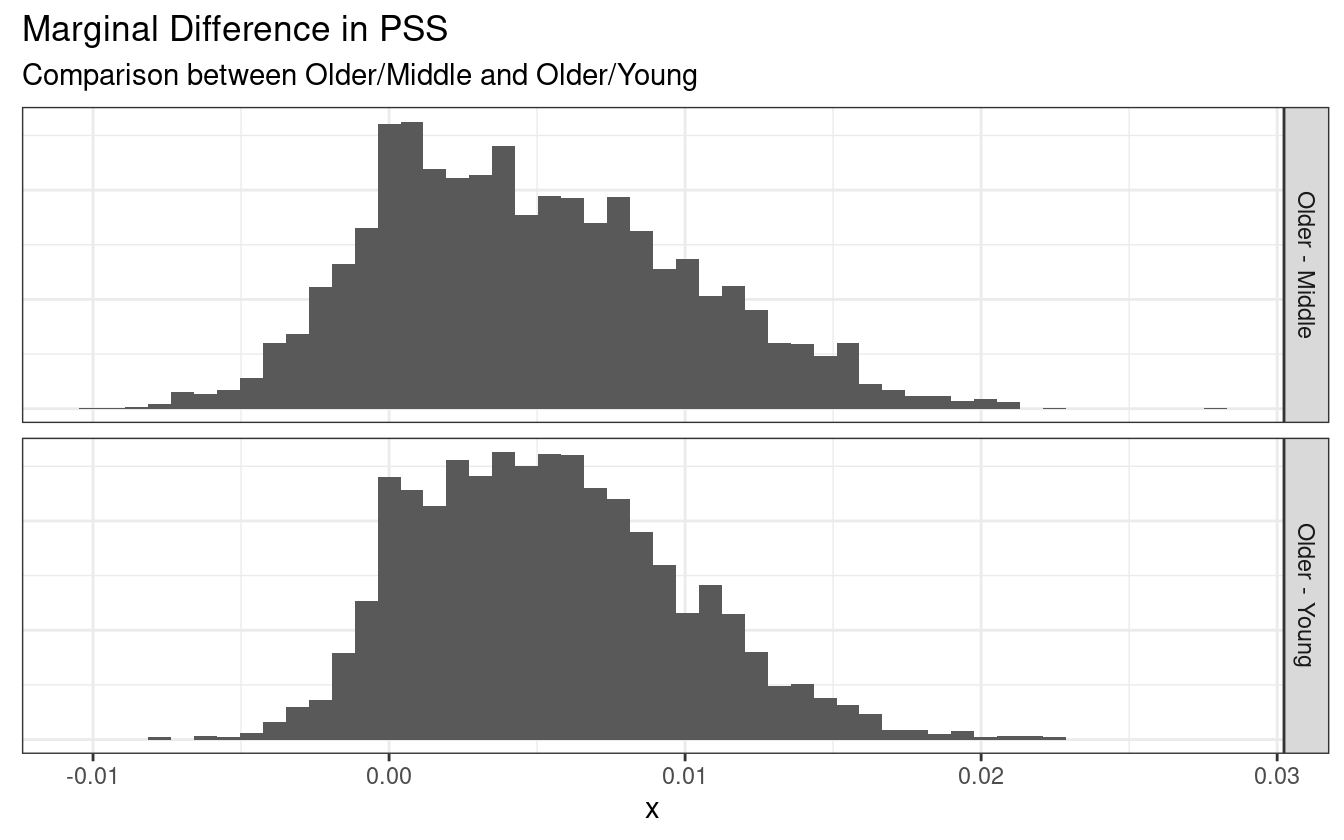 Marginal Difference in PSS
Comparison between Older/Middle and Older/Young
Older - Middle
Older - Young
-0.01
0.00
0.01
0.02
0.03
x